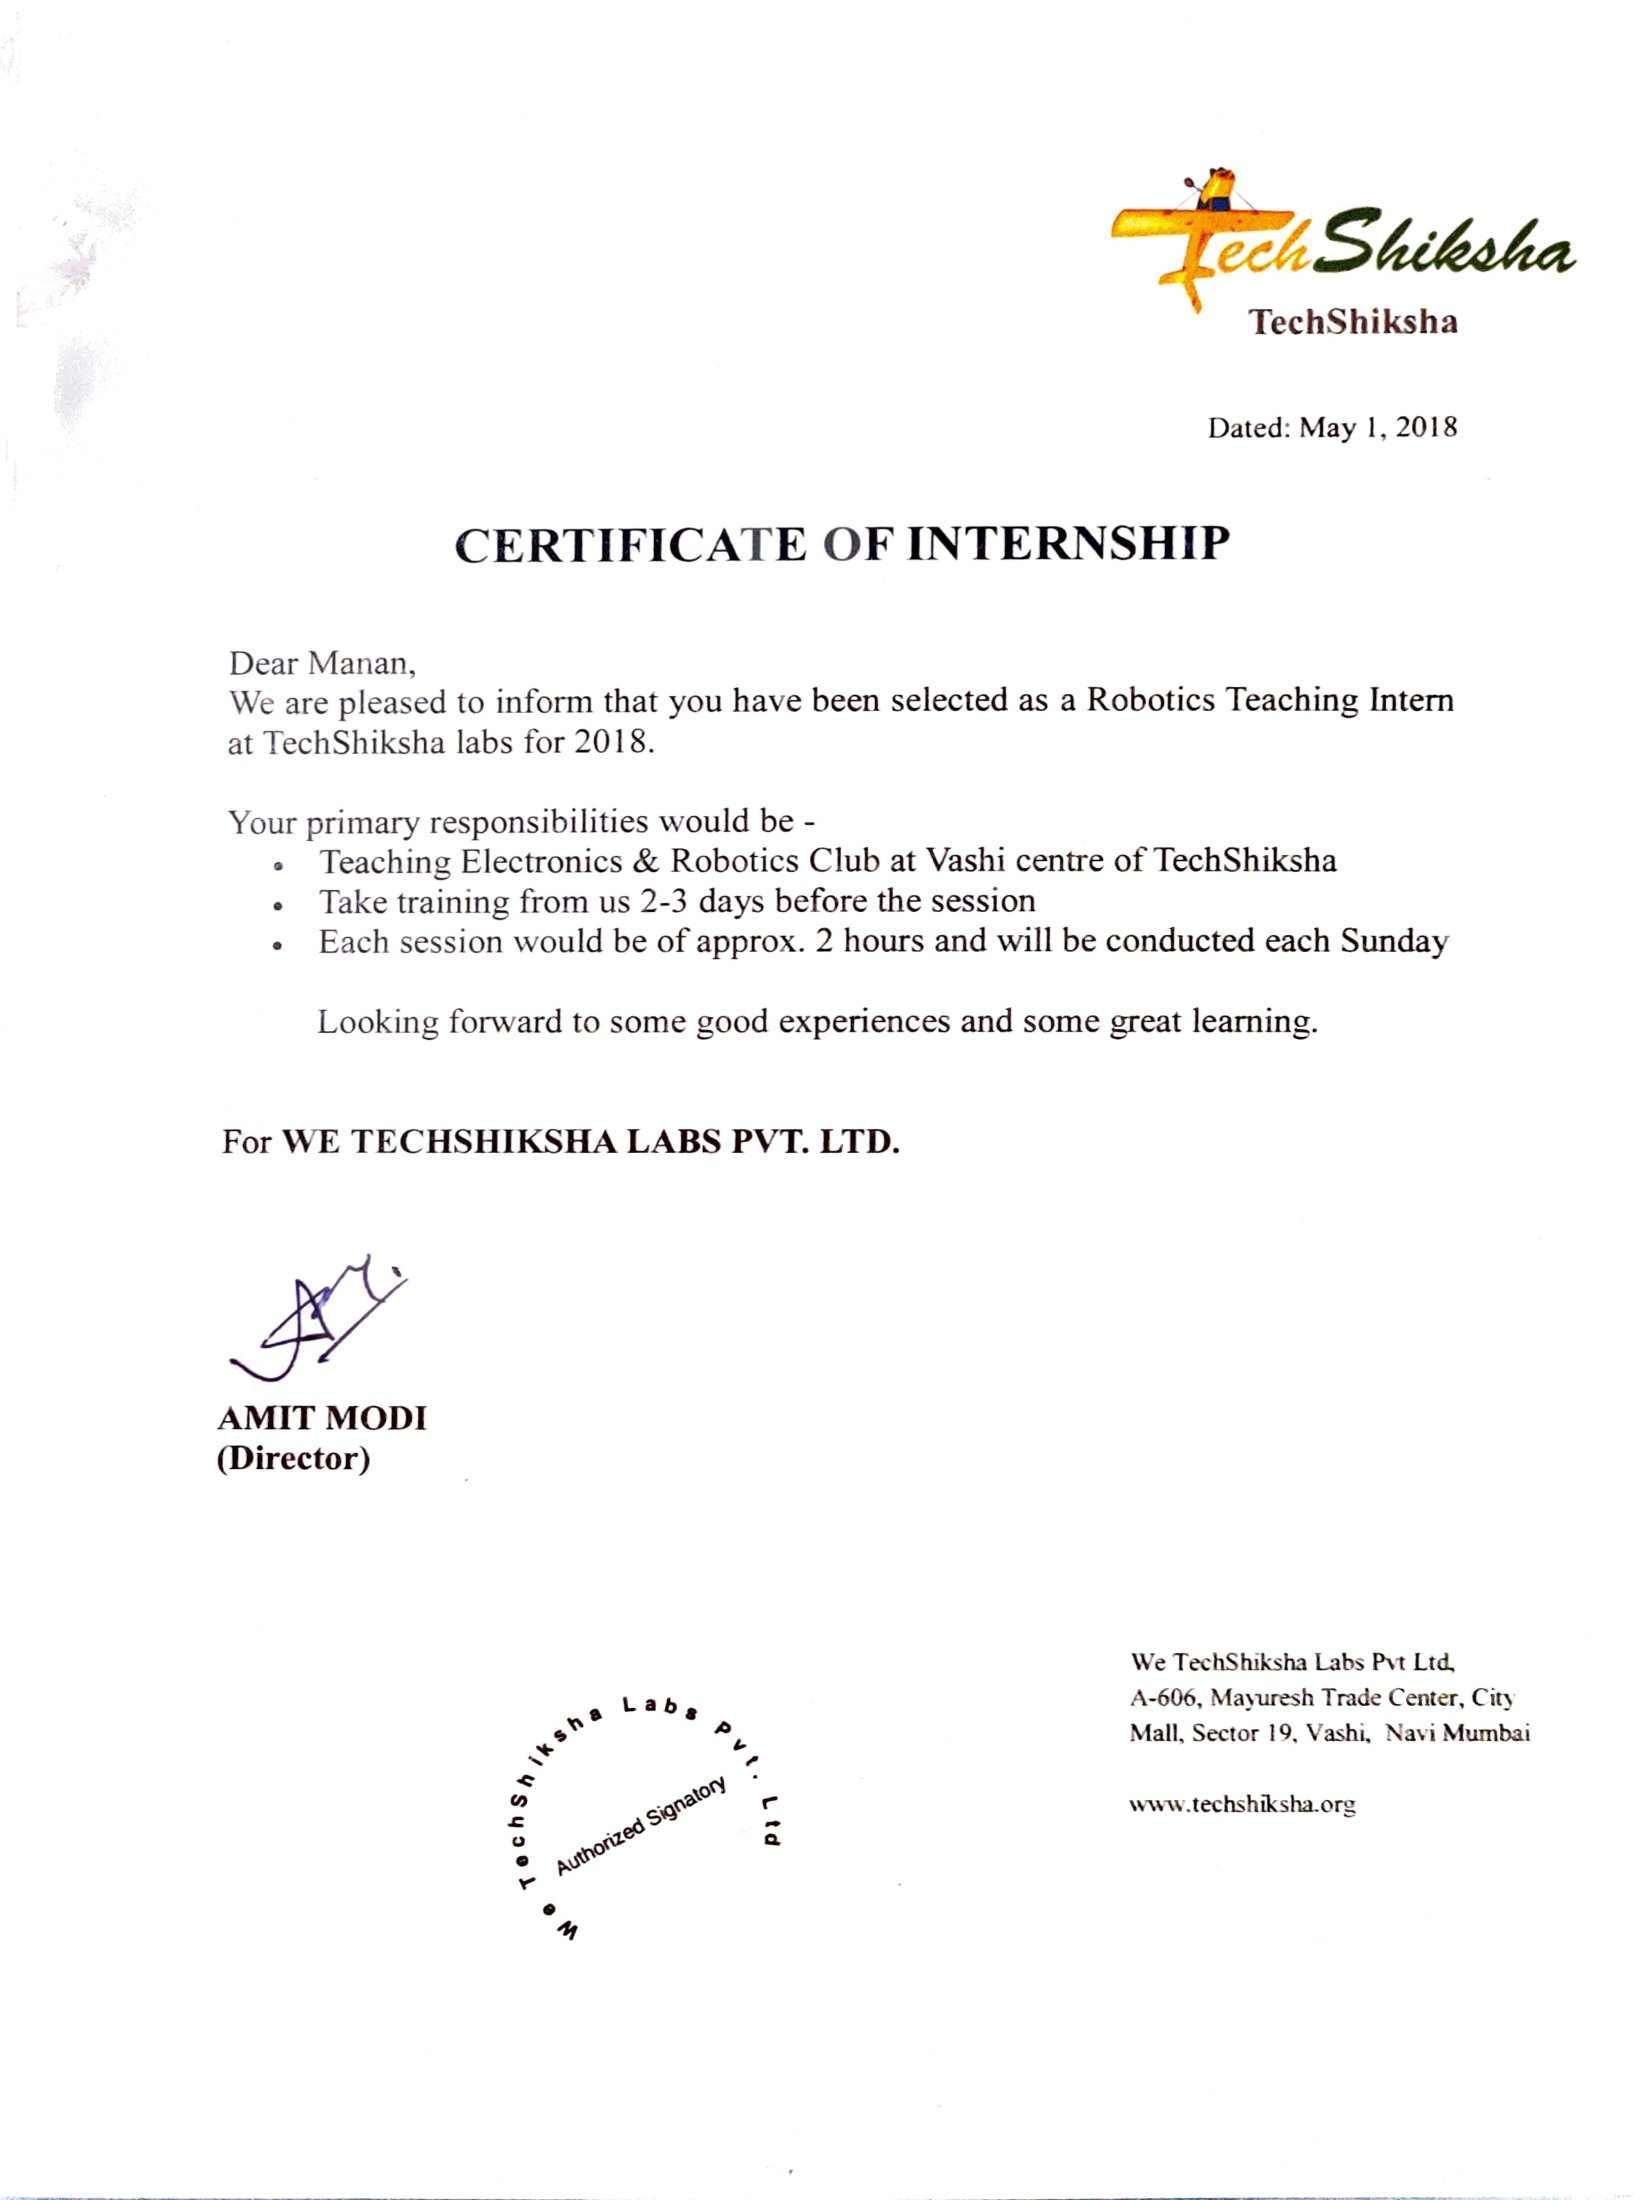 TechShiksha
TechShiksha
Dated: May 1, 2018
CERTIFICATE OF INTERNSHIP
Dear Manan,
We are pleased to inform that you have been selected as a Robotics Teaching Intern
at TechShiksha labs for 2018.
Your primary responsibilities would be -
• Teaching Electronics & Robotics Club at Vashi centre of TechShiksha
• Take training from us 2-3 days before the session
• Each session would be of approx. 2 hours and will be conducted each Sunday
Looking forward to some good experiences and some great learning.
For WE TECHSHIKSHA LABS PVT. LTD.
AMIT MODI
(Director)
We TechShiksha Labs Pvt Ltd,
A-606, Mayuresh Trade Center, City
Mall, Sector 19, Vashi, Navi Mumbai
www.techshiksha.org
We TechShiksha Labs Pvt. Ltd
Authorized Signatory